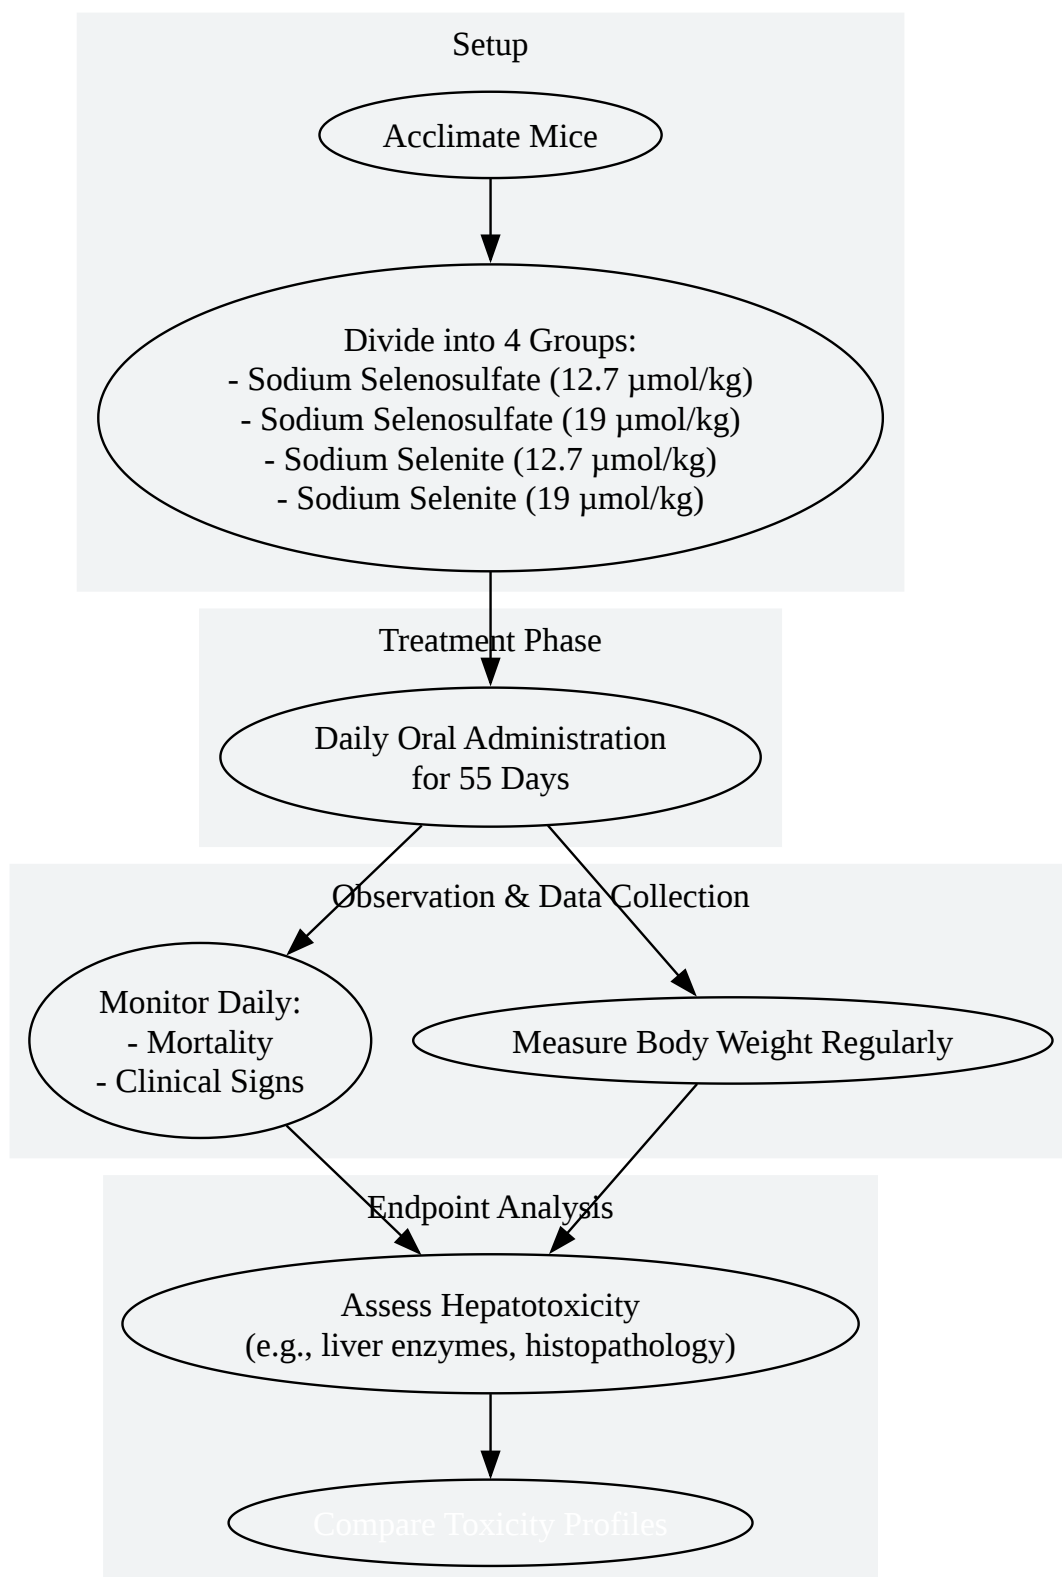 Setup
Acclimate Mice
Divide into 4 Groups:
- Sodium Selenosulfate (12.7 µmol/kg)
- Sodium Selenosulfate (19 µmol/kg)
- Sodium Selenite (12.7 µmol/kg)
- Sodium Selenite (19 µmol/kg)
Treatment Phase
Daily Oral Administration
for 55 Days
Observation & Data Collection
Monitor Daily:
- Mortality
- Clinical Signs
Measure Body Weight Regularly
Endpoint Analysis
Assess Hepatotoxicity
(e.g., liver enzymes, histopathology)
Compare Toxicity Profiles